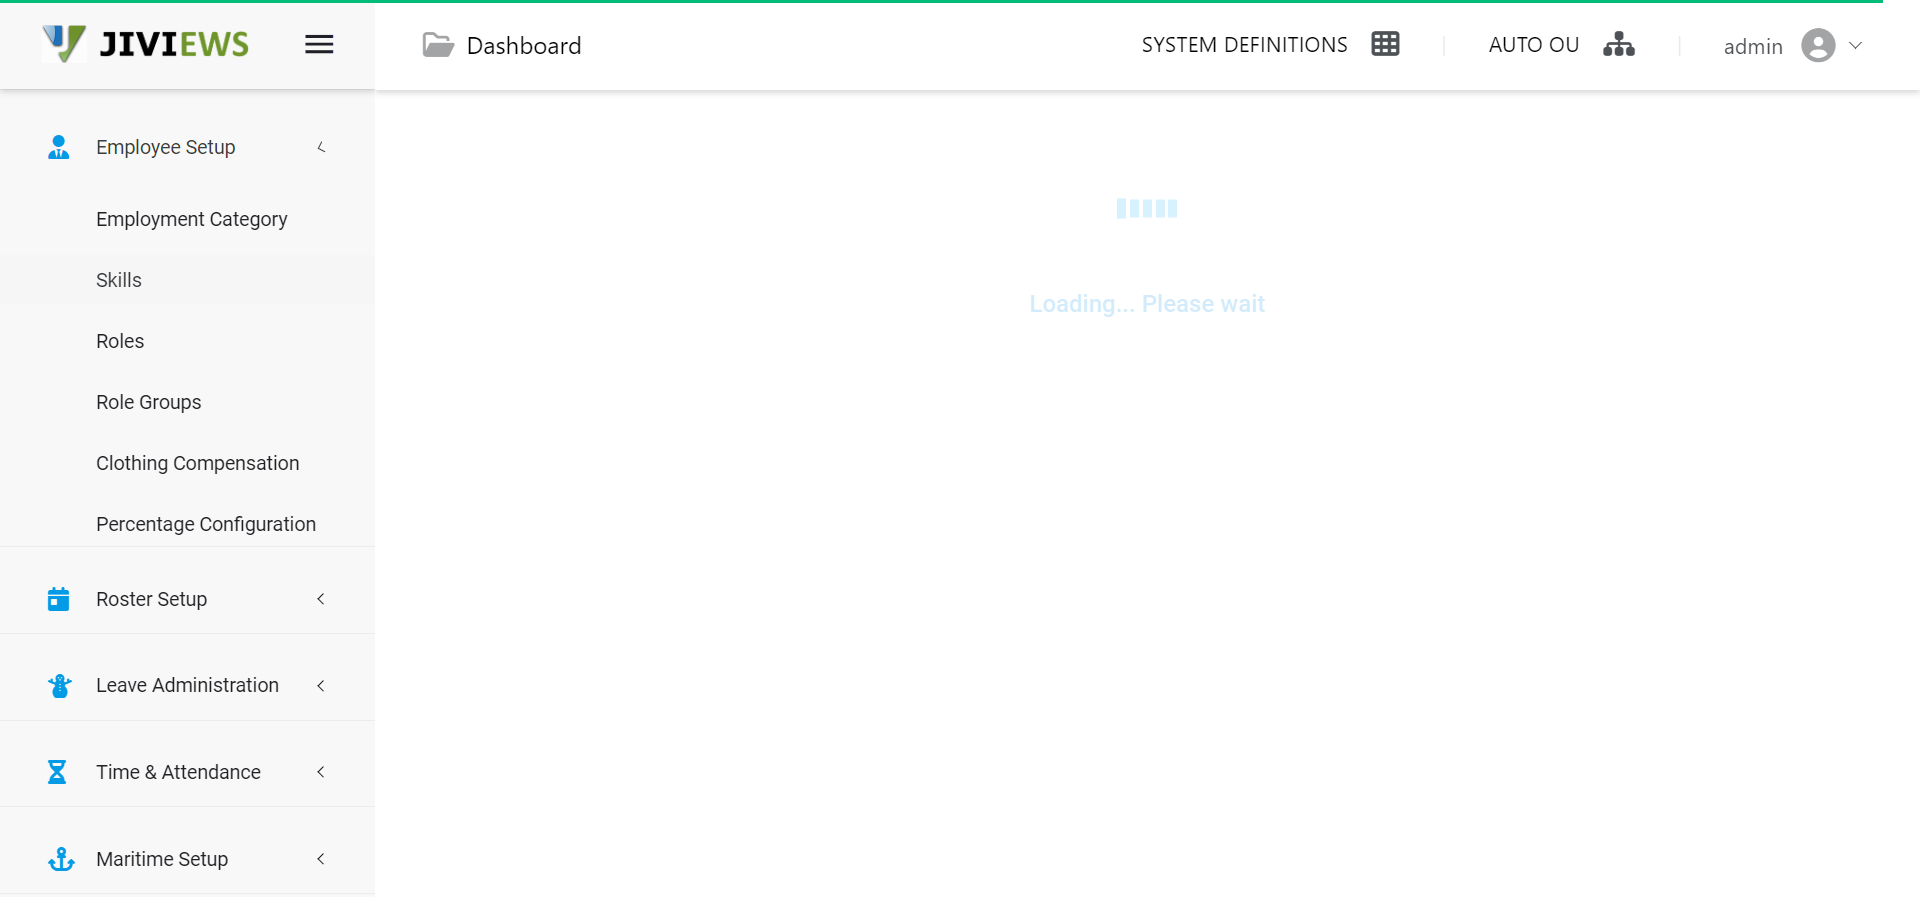 JIVIEWS
Dashboard
SYSTEM DEFINITIONS
AUTO OU
admin
Employee Setup
Employment Category
Skills
Roles
Role Groups
Clothing Compensation
Percentage Configuration
Roster Setup
Leave Administration
Time & Attendance
Maritime Setup
Loading... Please wait